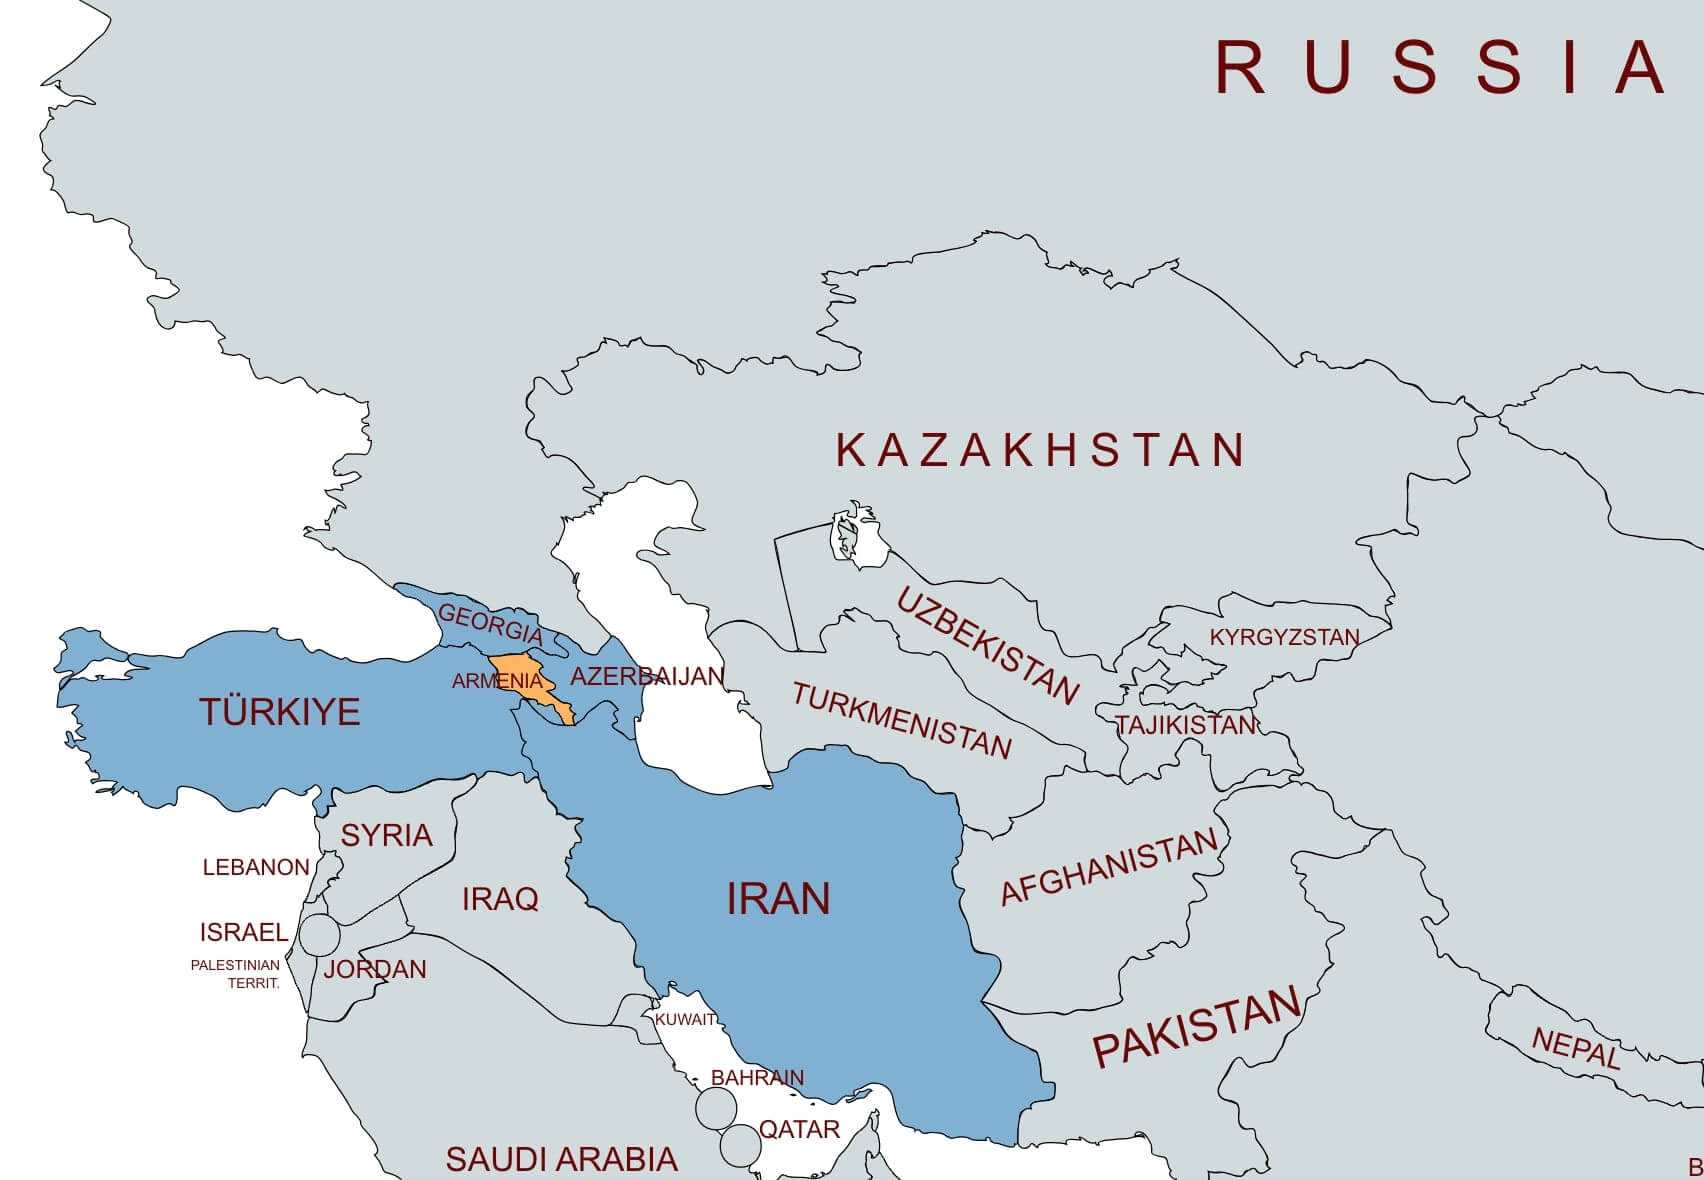 RUSSIA
KAZAKHSTAN
UZBEKISTAN
KYRGYZSTAN
GEORGIA
ARMENIA
AZERBAIJAN
TÜRKIYE
TURKMENISTAN
TAJIKISTAN
SYRIA
LEBANON
IRAQ
IRAN
AFGHANISTAN
ISRAEL
PALESTINIAN
TERRIT.
JORDAN
KUWAIT
PAKISTAN
NEPAL
BAHRAIN
QATAR
SAUDI ARABIA
B